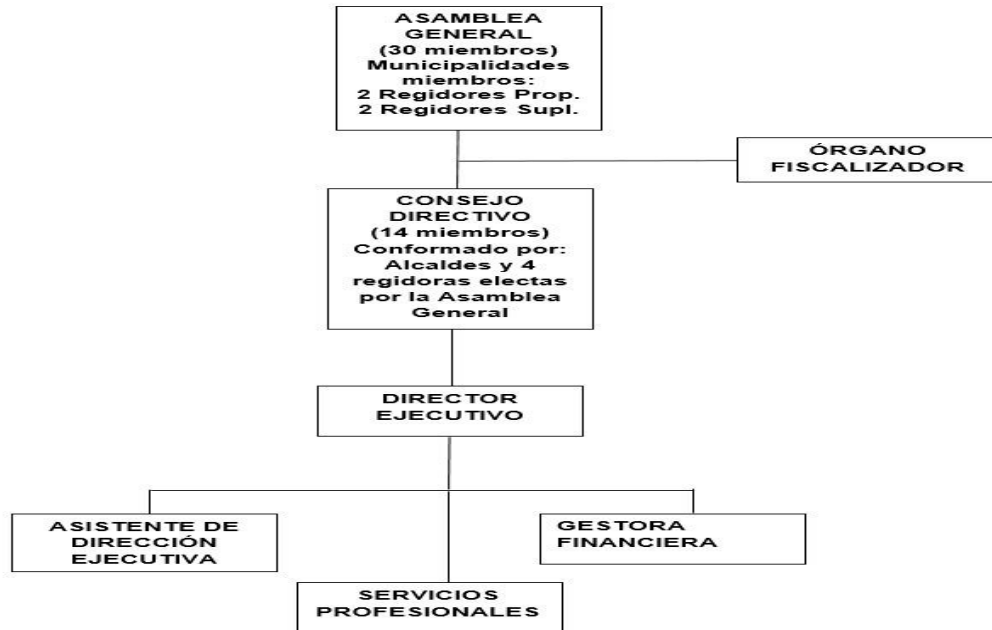 ASAMBLEA
GENERAL
(30 miembros)
Municipalidades
miembros:
2 Regidores Prop.
2 Regidores Supl.
ÓRGANO
FISCALIZADOR
CONSEJO
DIRECTIVO
(14 miembros)
Conformado por:
Alcaldes y 4
regidoras electas
por la Asamblea
General
DIRECTOR
EJECUTIVO
ASISTENTE DE
DIRECCIÓN
EJECUTIVA
GESTORA
FINANCIERA
SERVICIOS
PROFESIONALES